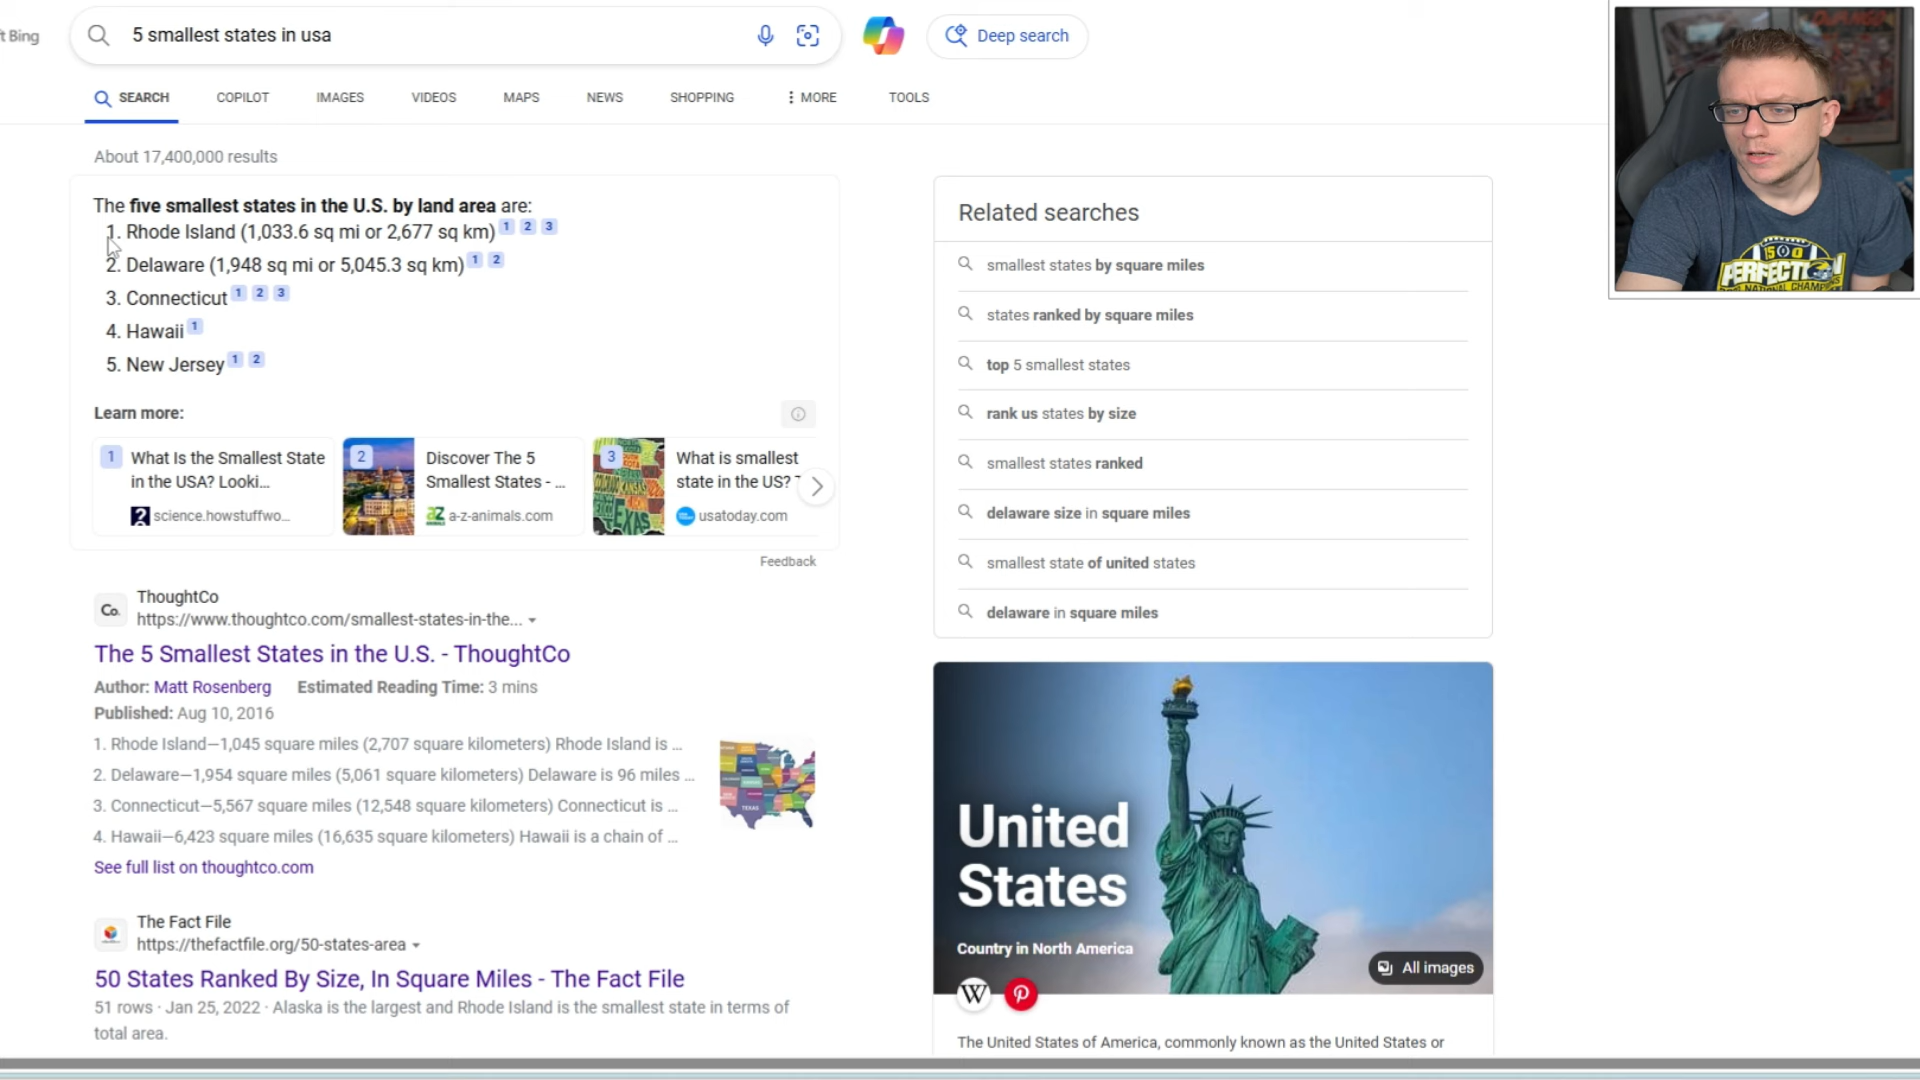 t Bing
5 smallest states in usa
Deep search
SEARCH
COPILOT
IMAGES
VIDEOS
MAPS
NEWS
SHOPPING
MORE
TOOLS
About 17,400,000 results
The five smallest states in the U.S. by land area are:
1. Rhode Island (1,033.6 sq mi or 2,677 sq km) 1 2 3
2. Delaware (1,948 sq mi or 5,045.3 sq km) 1 2
3. Connecticut 1 2 3
4. Hawaii 1
5. New Jersey 1 2
Learn more:
1 What Is the Smallest State
in the USA? Looki...
science.howstuffwo...
2 Discover The 5
Smallest States - ...
a-z-animals.com
3 What is smallest
state in the US?
usatoday.com
Feedback
Co.
ThoughtCo
https://www.thoughtco.com/smallest-states-in-the...
The 5 Smallest States in the U.S. - ThoughtCo
Author: Matt Rosenberg Estimated Reading Time: 3 mins
Published: Aug 10, 2016
1. Rhode Island—1,045 square miles (2,707 square kilometers) Rhode Island is ...
2. Delaware—1,954 square miles (5,061 square kilometers) Delaware is 96 miles ...
3. Connecticut—5,567 square miles (12,548 square kilometers) Connecticut is ...
4. Hawaii—6,423 square miles (16,635 square kilometers) Hawaii is a chain of ...
See full list on thoughtco.com
The Fact File
https://thefactfile.org/50-states-area
50 States Ranked By Size, In Square Miles - The Fact File
51 rows · Jan 25, 2022 · Alaska is the largest and Rhode Island is the smallest state in terms of
total area.
Related searches
smallest states by square miles
states ranked by square miles
top 5 smallest states
rank us states by size
smallest states ranked
delaware size in square miles
smallest state of united states
delaware in square miles
United
States
Country in North America
All images
W
The United States of America, commonly known as the United States or
15 0
PERFECTION
NATIONAL CHAMPS
TEXAS